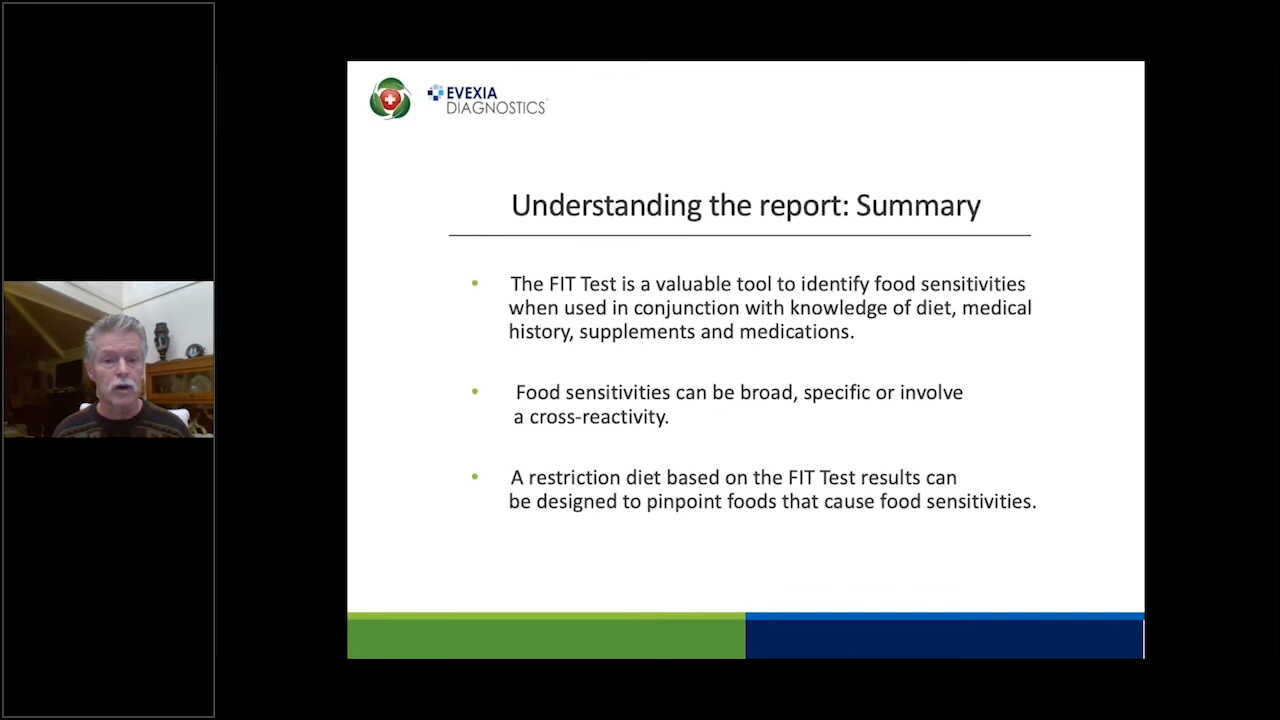 EVEXIA
DIAGNOSTICS
Understanding the report: Summary
• The FIT Test is a valuable tool to identify food sensitivities
when used in conjunction with knowledge of diet, medical
history, supplements and medications.
• Food sensitivities can be broad, specific or involve
a cross-reactivity.
• A restriction diet based on the FIT Test results can
be designed to pinpoint foods that cause food sensitivities.